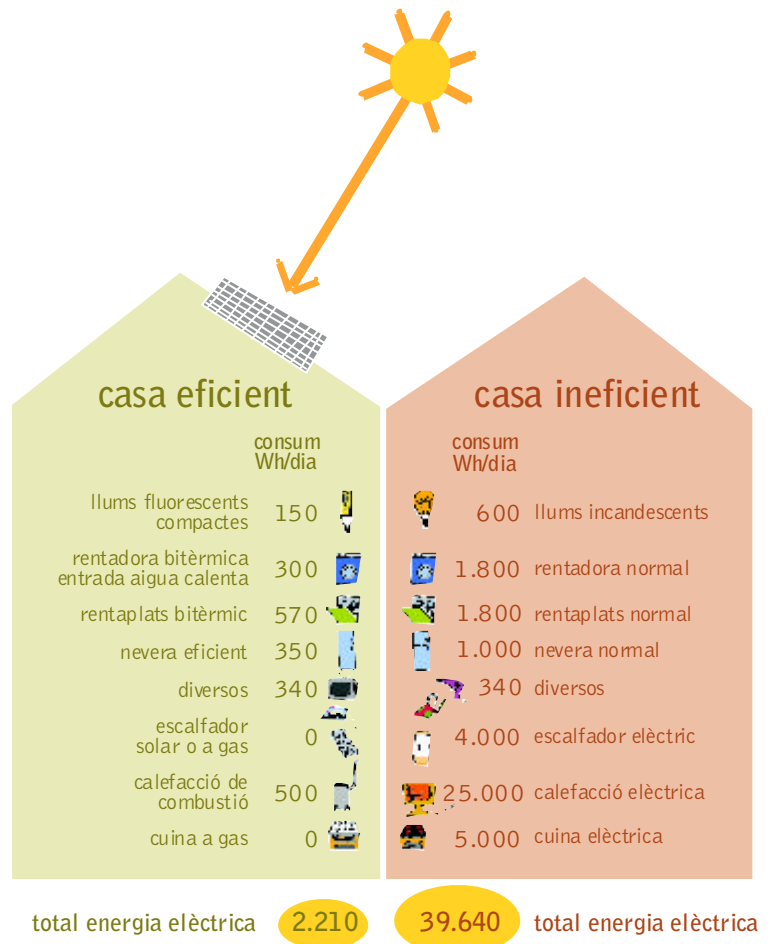 casa eficient
consum
Wh/dia
llums fluorescents
compactes 150
rentadora bitèrmica
entrada aigua calenta 300
rentaplats bitèrmic 570
nevera eficient 350
diversos 340
escalfador
solar o a gas 0
calefacció de
combustió 500
cuina a gas 0
total energia elèctrica 2.210
casa ineficient
consum
Wh/dia
600 llums incandescents
1.800 rentadora normal
1.800 rentaplats normal
1.000 nevera normal
340 diversos
4.000 escalfador elèctric
25.000 calefacció elèctrica
5.000 cuina elèctrica
39.640 total energia elèctrica